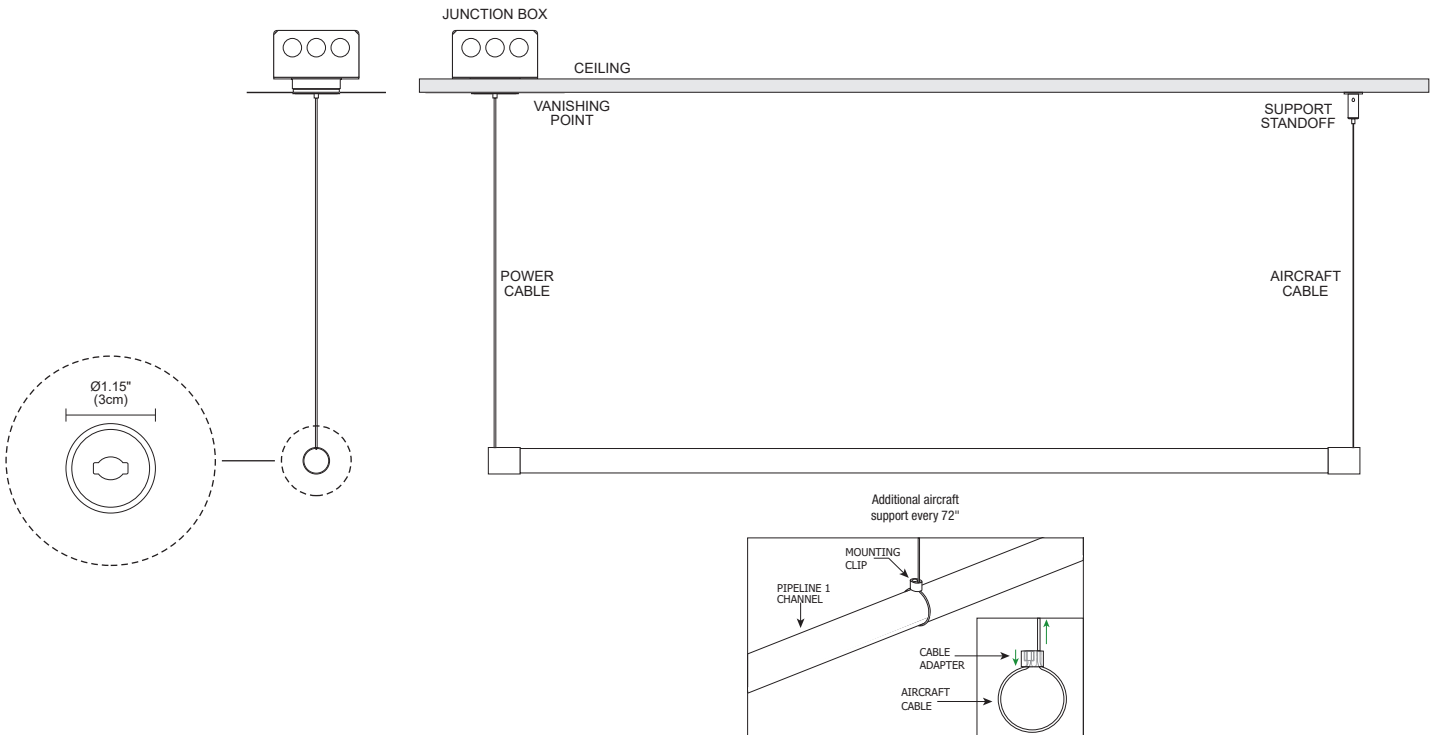 JUNCTION BOX
CEILING
VANISHING
POINT
SUPPORT
STANDOFF
POWER
CABLE
AIRCRAFT
CABLE
Ø1.15"
(3cm)
Additional aircraft
support every 72"
MOUNTING
CLIP
PIPELINE 1
CHANNEL
CABLE
ADAPTER
AIRCRAFT
CABLE